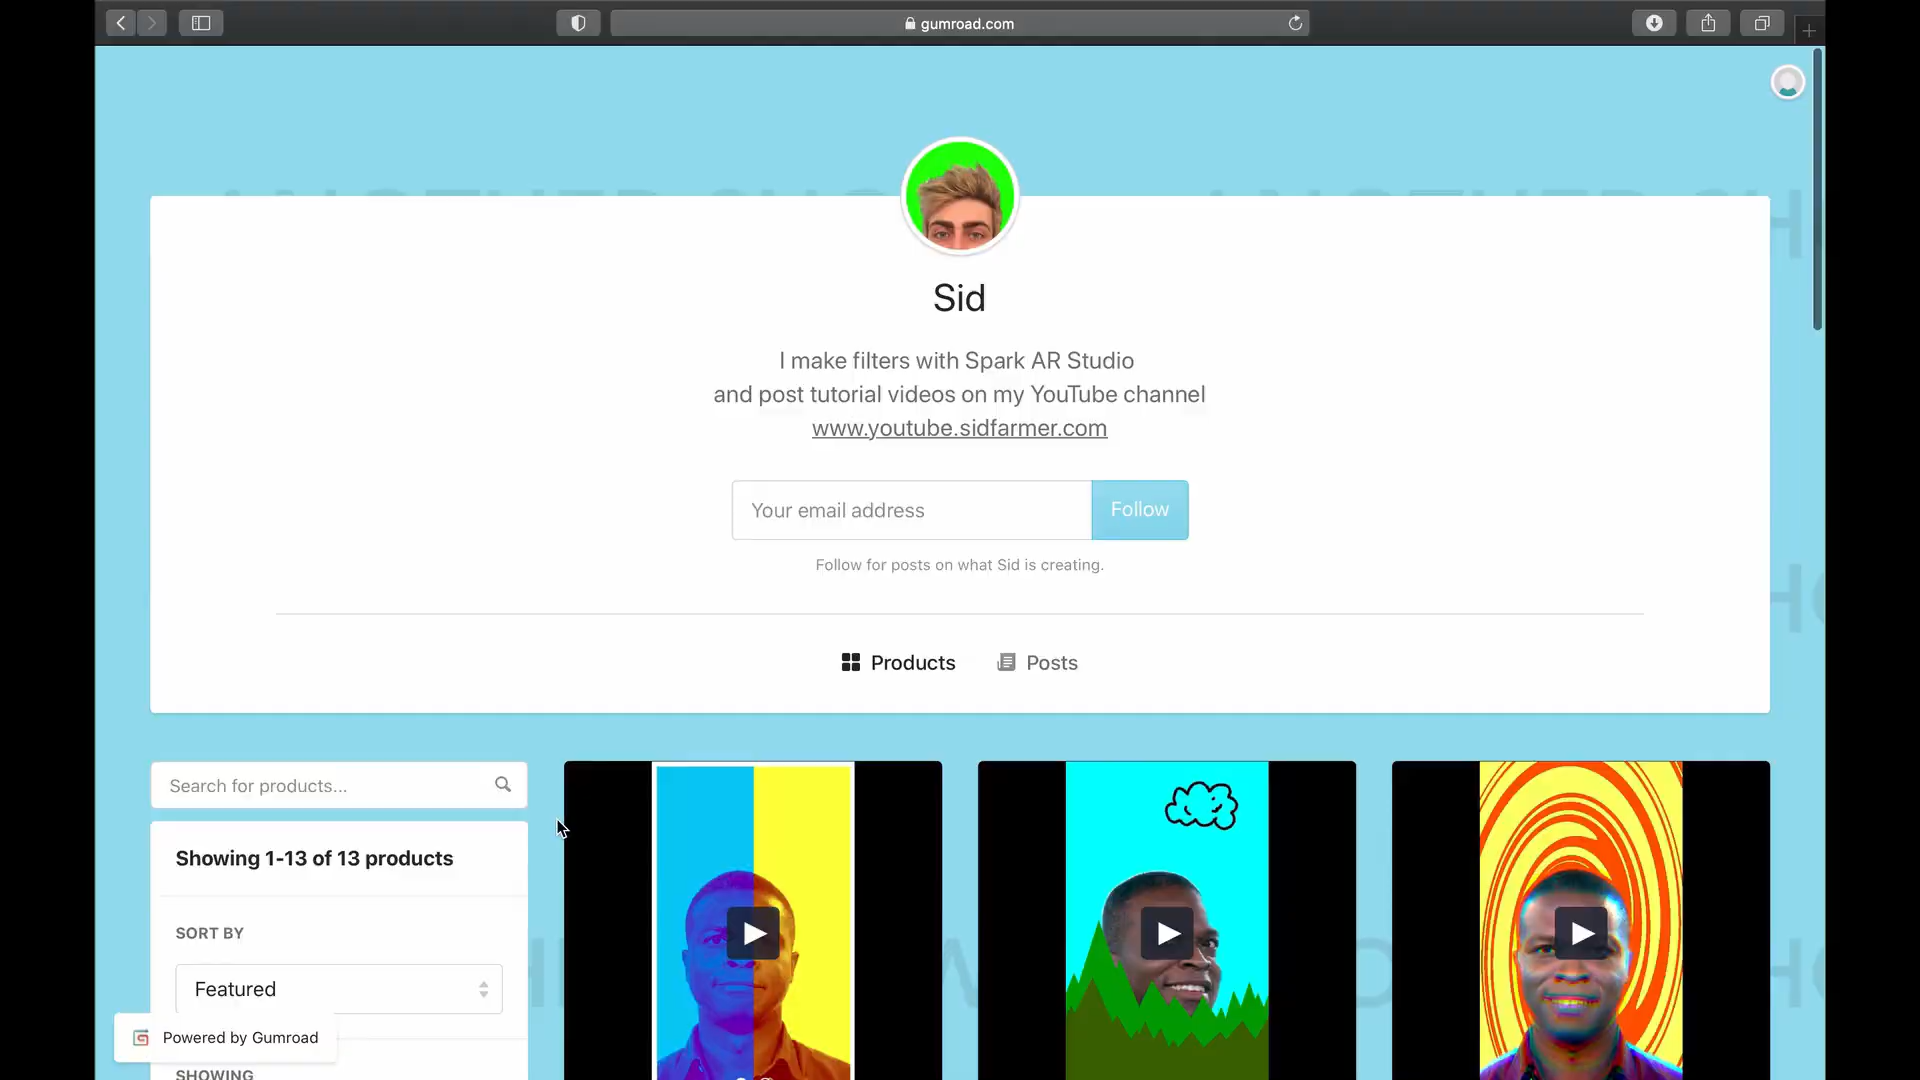 gumroad.com
Sid
I make filters with Spark AR Studio
and post tutorial videos on my YouTube channel
www.youtube.sidfarmer.com
Your email address
Follow
Follow for posts on what Sid is creating.
Products
Posts
Search for products...
Showing 1-13 of 13 products
SORT BY
Featured
Powered by Gumroad
SHOWING